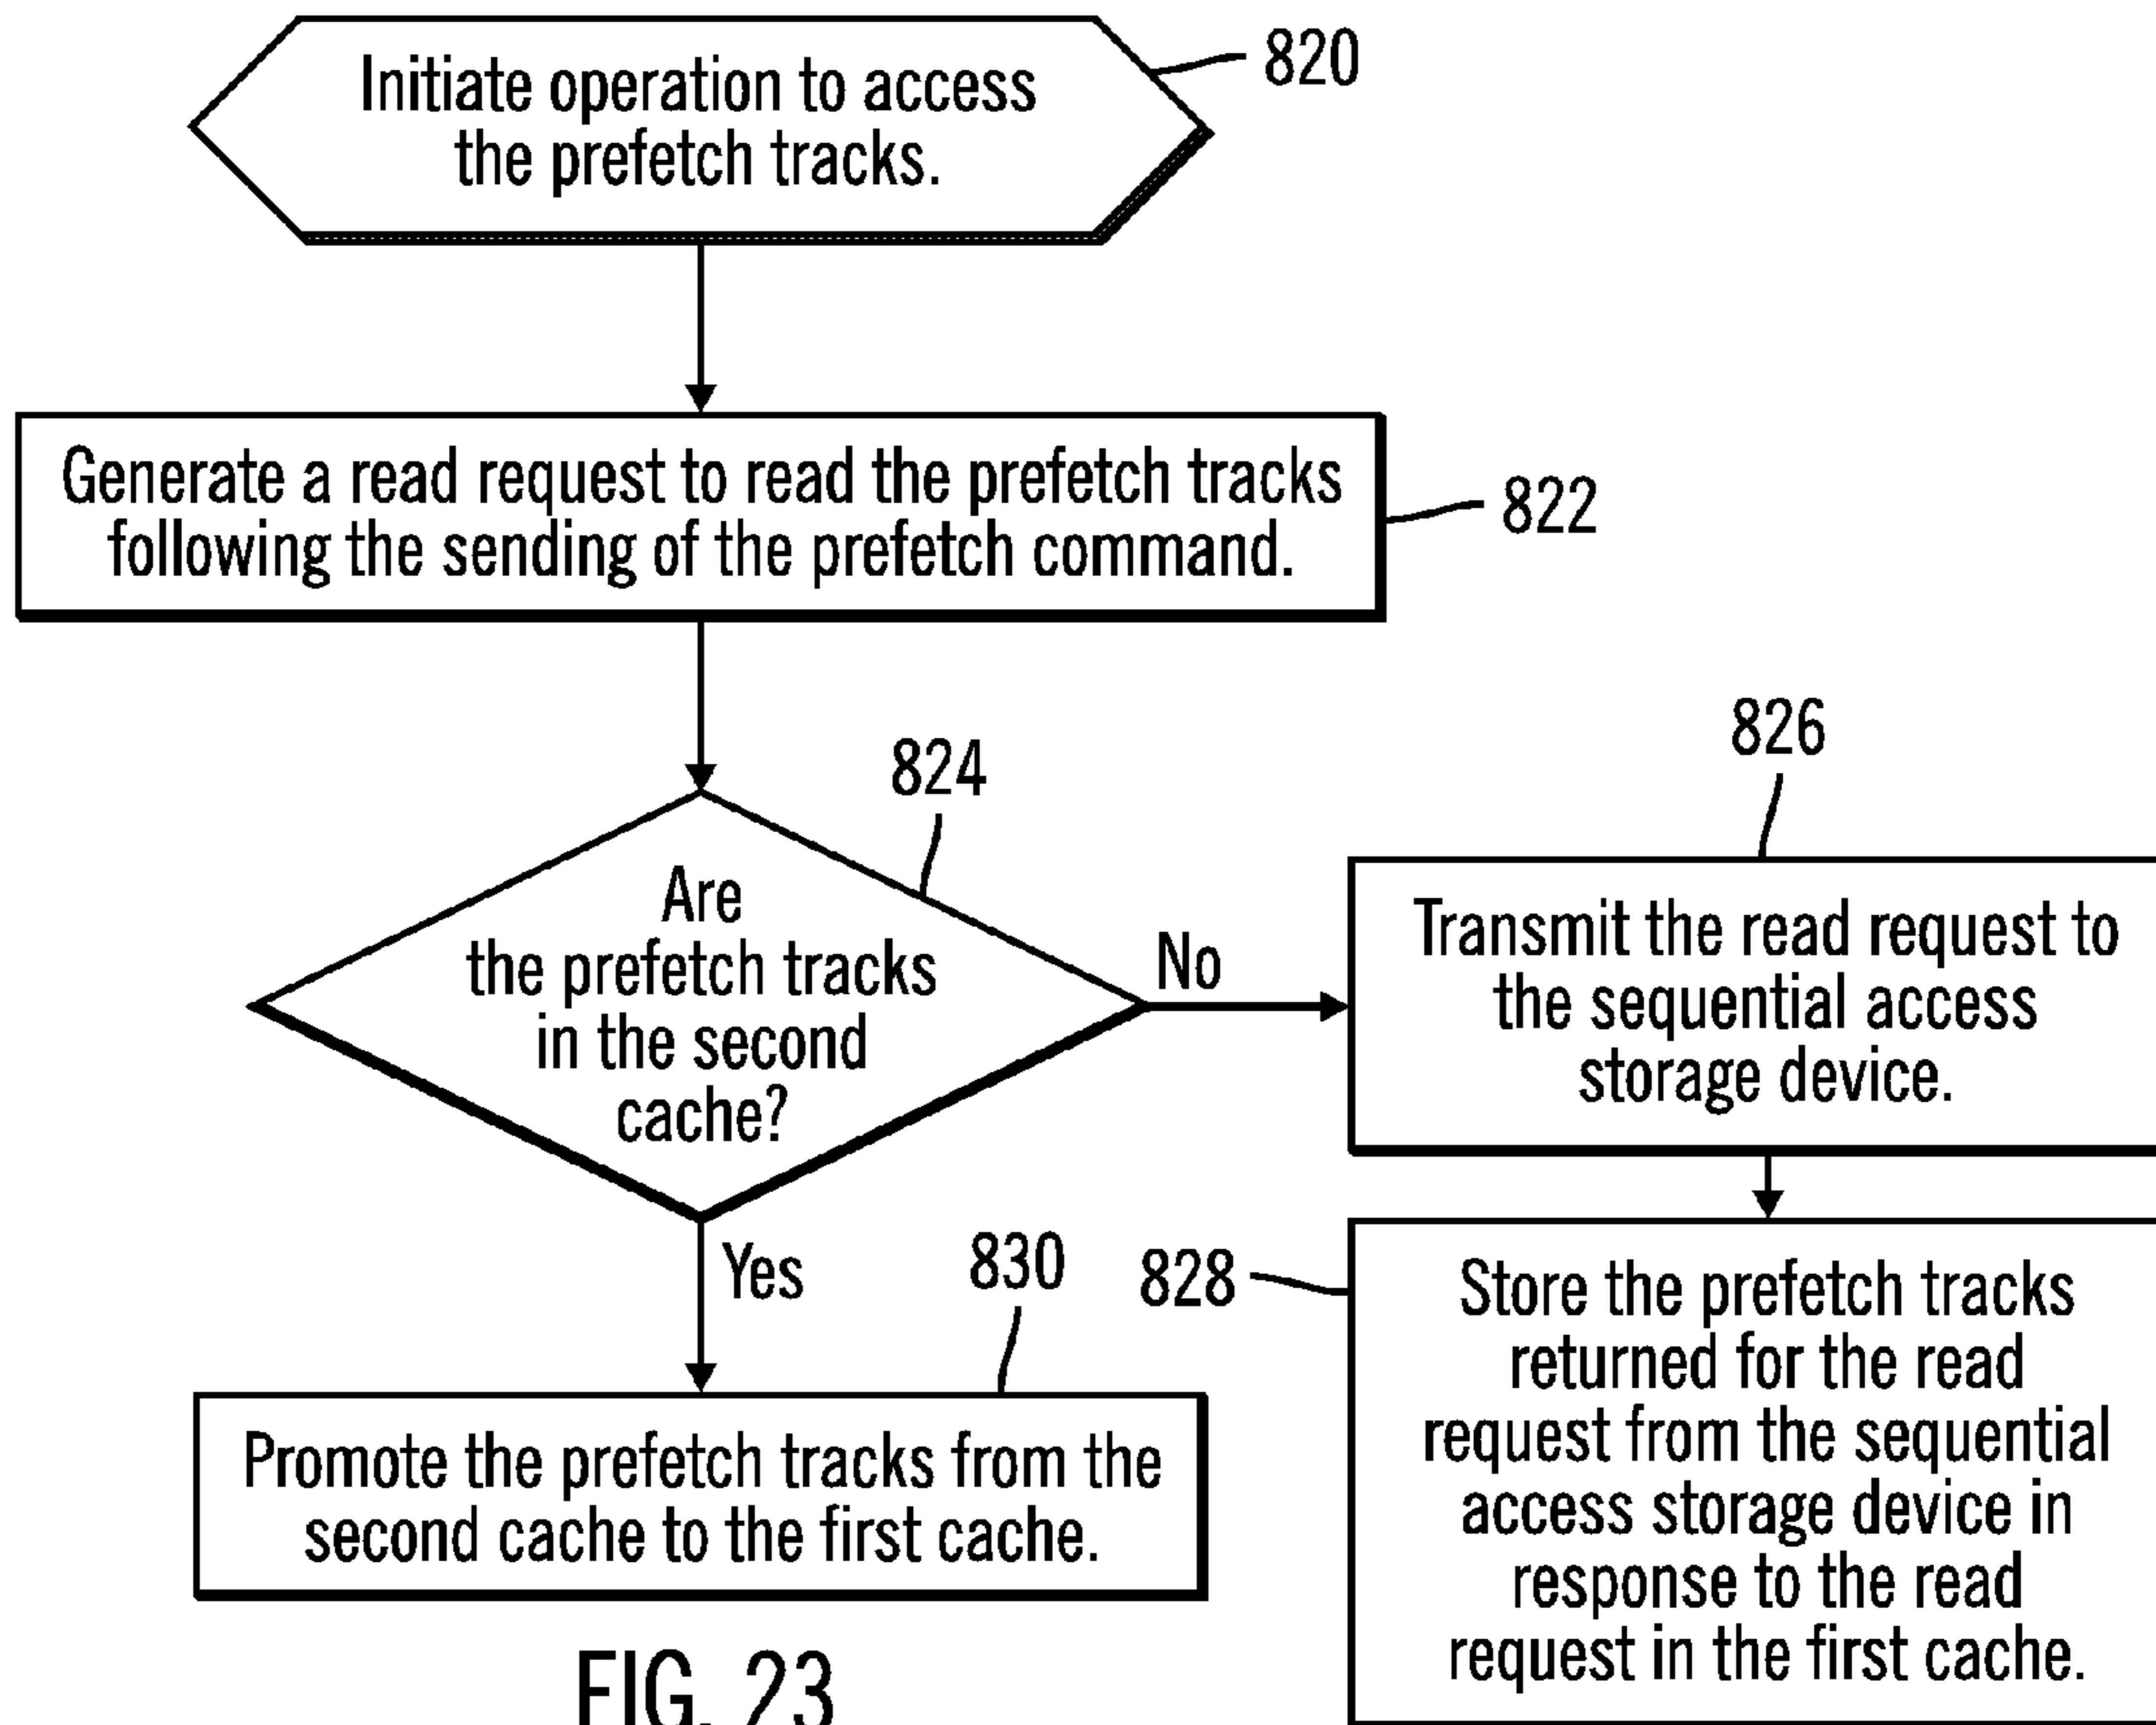 Initiate operation to access
the prefetch tracks.
820
Generate a read request to read the prefetch tracks
following the sending of the prefetch command.
822
824
Are
the prefetch tracks
in the second
cache?
No
Yes
826
Transmit the read request to
the sequential access
storage device.
828
Store the prefetch tracks
returned for the read
request from the sequential
access storage device in
response to the read
request in the first cache.
830
Promote the prefetch tracks from the
second cache to the first cache.
FIG. 23